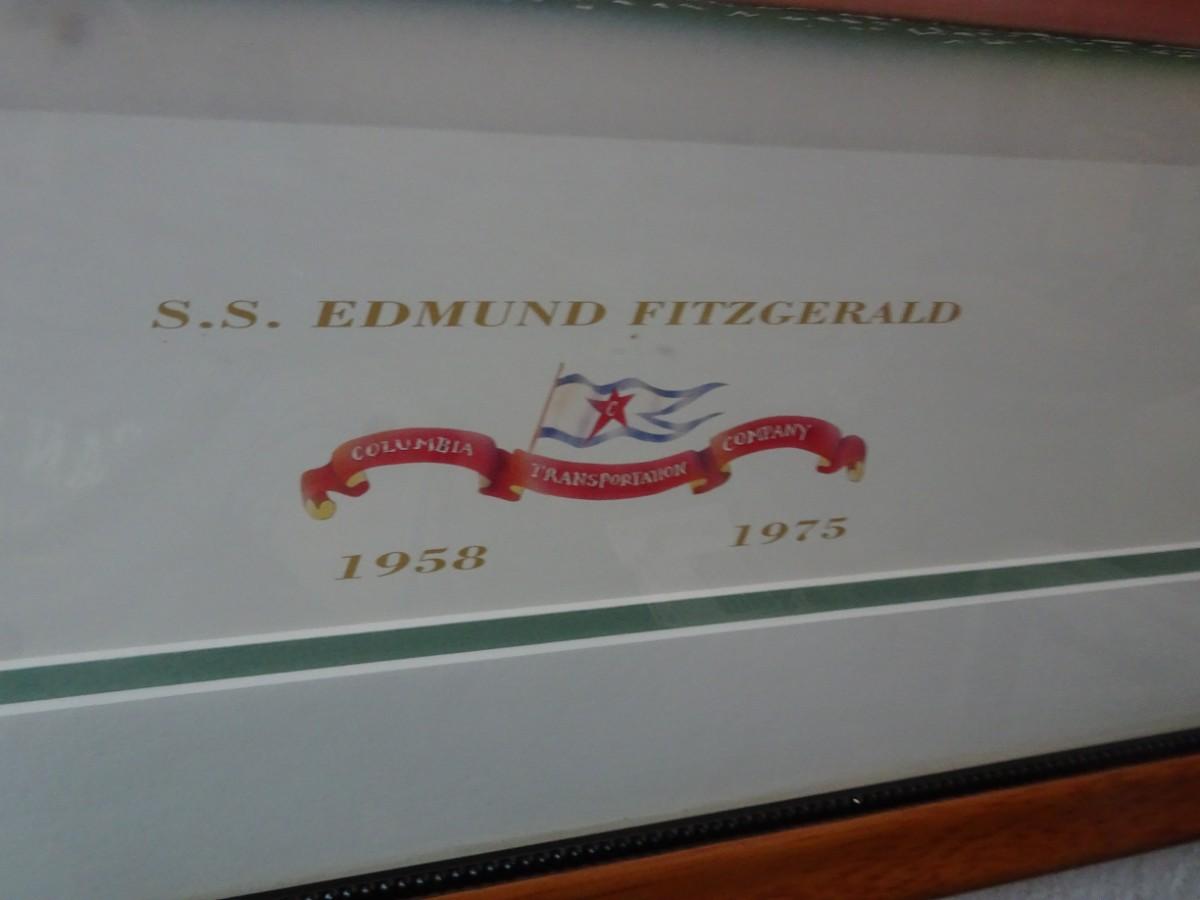 S.S. EDMUND FITZGERALD
C
COLUMBIA TRANSPORTATION COMPANY
1958 1975